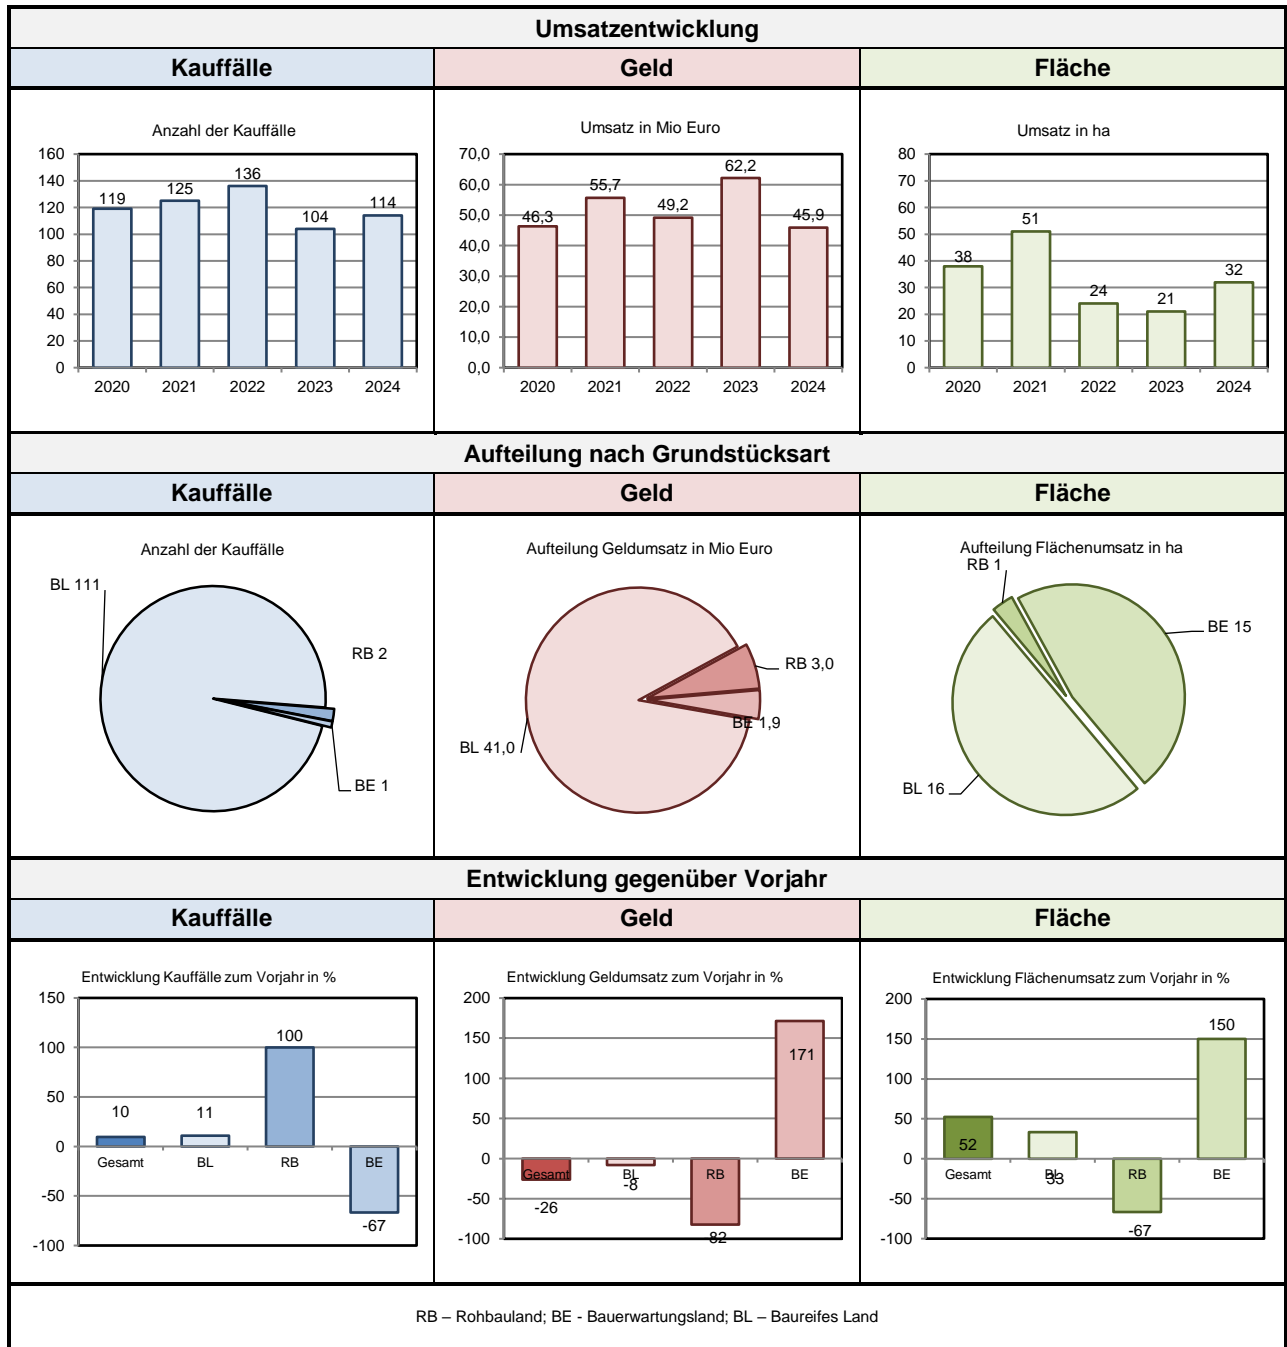 Umsatzentwicklung
Kauffälle
Geld
Fläche
Anzahl der Kauffälle
160
140
120
100
80
60
40
20
0
119
125
136
104
114
2020
2021
2022
2023
2024
Umsatz in Mio Euro
70,0
60,0
50,0
40,0
30,0
20,0
10,0
0,0
46,3
55,7
49,2
62,2
45,9
2020
2021
2022
2023
2024
Umsatz in ha
80
70
60
50
40
30
20
10
0
38
51
24
21
32
2020
2021
2022
2023
2024
Aufteilung nach Grundstücksart
Kauffälle
Geld
Fläche
Anzahl der Kauffälle
BL 111
RB 2
BE 1
Aufteilung Geldumsatz in Mio Euro
RB 3,0
BE 1,9
BL 41,0
Aufteilung Flächenumsatz in ha
RB 1
BE 15
BL 16
Entwicklung gegenüber Vorjahr
Kauffälle
Geld
Fläche
Entwicklung Kauffälle zum Vorjahr in %
150
100
50
0
-50
-100
10
11
100
-67
Gesamt
BL
RB
BE
Entwicklung Geldumsatz zum Vorjahr in %
200
150
100
50
0
-50
-100
171
Gesamt
BL
RB
BE
-26
-8
-82
Entwicklung Flächenumsatz zum Vorjahr in %
200
150
100
50
0
-50
-100
150
52
Gesamt
BL
RB
BE
33
-67
RB – Rohbauland; BE - Bauerwartungsland; BL – Baureifes Land